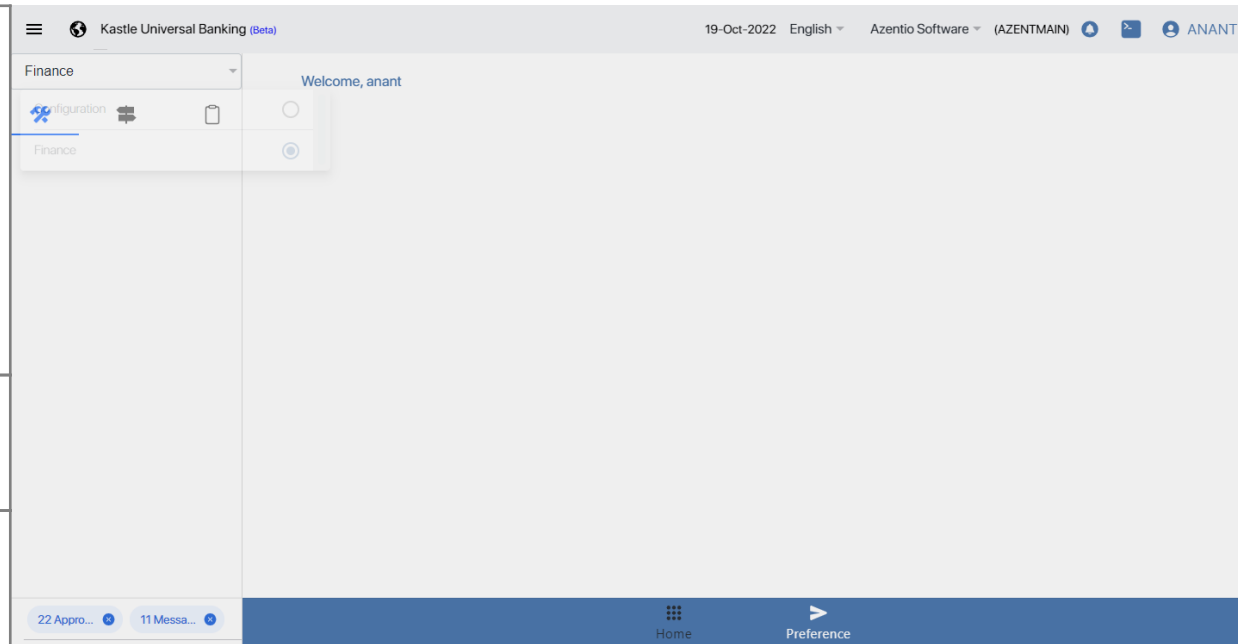 Kastle Universal Banking (Beta) 19-Oct-2022 English Azentio Software (AZENTMAIN) ANANT
Finance
Welcome, anant
Configuration
Finance
22 Appro... 11 Messa...
Home Preference